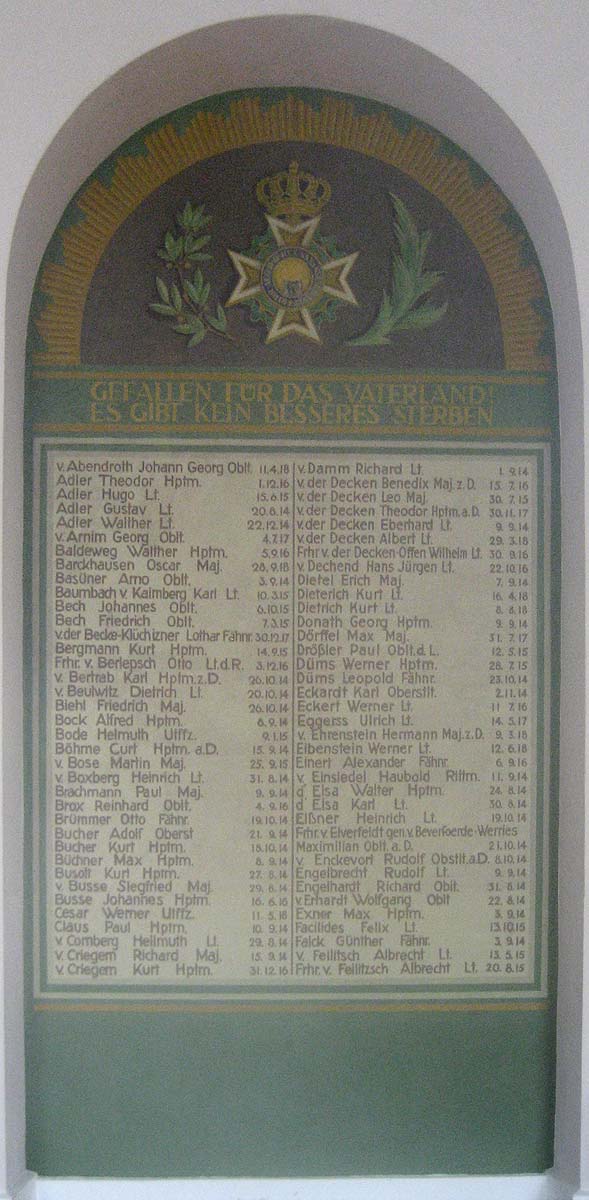 GEFALLEN FÜR DAS VATERLAND!
ES GIBT KEIN BESSERES STERBEN
v. Abendroth Johann Georg Oblt. 11.4.18
Adler Theodor Hptm. 1.12.16
Adler Hugo Lt. 15.6.15
Adler Gustav Lt. 20.8.14
Adler Walther Lt. 22.12.14
v. Arnim Georg Oblt. 4.7.17
Baldeweg Walther Hptm. 5.9.16
Barckhausen Oscar Maj. 28.9.18
Basüner Arno Oblt. 3.9.14
Baumbach v. Kaimberg Karl Lt. 10.3.15
Bech Johannes Oblt. 6.10.15
Bech Friedrich Oblt. 7.3.15
v. der Becke-Klüchtzner Lothar Fähnr. 30.12.17
Bergmann Kurt Hptm. 14.9.15
Frhr. v. Berlepsch Otto Lt.d.R. 3.12.16
v. Bertrab Karl Hptm.z.D. 26.10.14
v. Beulwitz Dietrich Lt. 20.10.14
Biehl Friedrich Maj. 26.10.14
Bock Alfred Hptm. 6.9.14
Bode Helmuth Utffz. 9.1.15
Böhme Curt Hptm. a.D. 15.9.14
v. Bose Martin Maj. 25.9.15
v. Boxberg Heinrich Lt. 31.8.14
Brachmann Paul Maj. 9.9.14
Brox Reinhard Oblt. 4.9.16
Brümmer Otto Fähnr. 19.10.14
Bucher Adolf Oberst 21.9.14
Bucher Kurt Hptm. 18.10.14
Büchner Max Hptm. 8.9.14
Busolt Kurt Hptm. 27.8.14
v. Busse Siegfried Maj. 29.8.14
Busse Johannes Hptm. 16.6.16
Cesar Werner Utffz. 11.5.18
Claus Paul Hptm. 10.9.14
v. Comberg Hellmuth Lt. 29.8.14
v. Criegern Richard Maj. 15.9.14
v. Criegern Kurt Hptm. 31.12.16
v. Damm Richard Lt. 1.9.14
v. der Decken Benedix Maj.z.D. 15.7.16
v. der Decken Leo Maj. 30.7.15
v. der Decken Theodor Hptm.a.D. 30.11.17
v. der Decken Eberhard Lt. 9.9.14
v. der Decken Albert Lt. 29.3.18
Frhr v. der Decken-Offen Wilhelm Lt. 30.9.16
v. Dechend Hans Jürgen Lt. 22.10.16
Dietel Erich Maj. 7.9.14
Dieterich Kurt Lt. 16.4.18
Dietrich Kurt Lt. 8.8.18
Donath Georg Hptm. 9.9.14
Dörffel Max Maj. 31.7.17
Drößler Paul Oblt.d.L. 12.5.15
Düms Werner Hptm. 28.7.15
Düms Leopold Fähnr. 23.10.14
Eckardt Karl Oberstlt. 2.11.14
Eckert Werner Lt. 11 7.16
Eggerss Ulrich Lt. 14.5.17
v. Ehrenstein Hermann Maj.z.D. 9.3.18
Eibenstein Werner Lt. 12.6.18
Einert Alexander Fähnr. 6.9.16
v. Einsiedel Haubold Rittm. 11.9.14
d'Elsa Walter Hptm. 24.8.14
d'Elsa Karl Lt. 30.8.14
Elßner Heinrich Lt. 19.10.14
Frhr. v. Elverfeldt gen. v. Beverfoerde-Werries
Maximilian Oblt. a. D. 21.10.14
v. Enckevort Rudolf Obstlt.a.D. 8.10.14
Engelbrecht Rudolf Lt. 9.9.14
Engelhardt Richard Oblt. 31.8.14
v. Erhardt Wolfgang Oblt 22.8.14
Exner Max Hptm. 3.9.14
Facilides Felix Lt. 13.10.15
Falck Günther Fähnr. 3.9.14
v. Feilitsch Albrecht Lt. 13.5.15
Frhr. v. Feilitzsch Albrecht Lt. 20.8.15